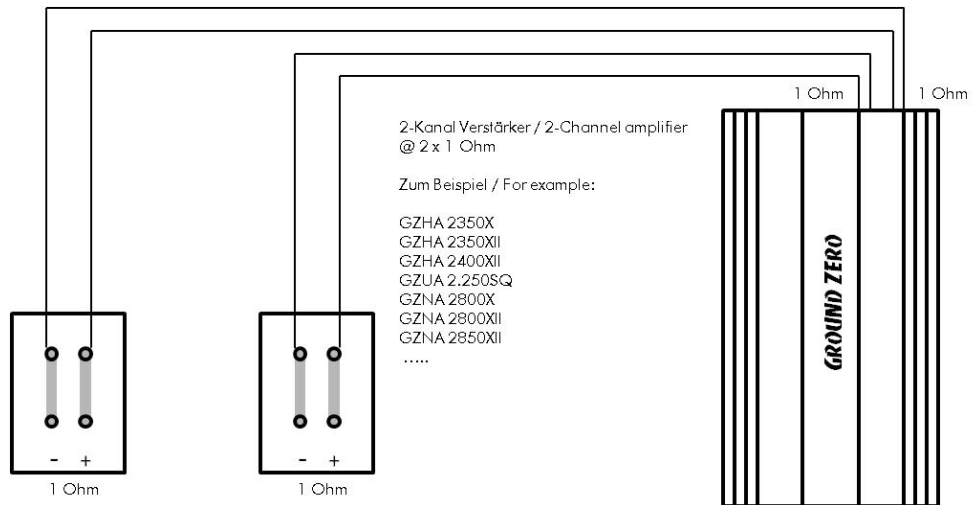 1 Ohm
1 Ohm
2-Kanal Verstärker / 2-Channel amplifier
@ 2 x 1 Ohm
Zum Beispiel / For example:
GZHA 2350X
GZHA 2350XII
GZHA 2400XII
GZUA 2.250SQ
GZNA 2800X
GZNA 2800XII
GZNA 2850XII
.....
GROUND ZERO
- +
1 Ohm
- +
1 Ohm